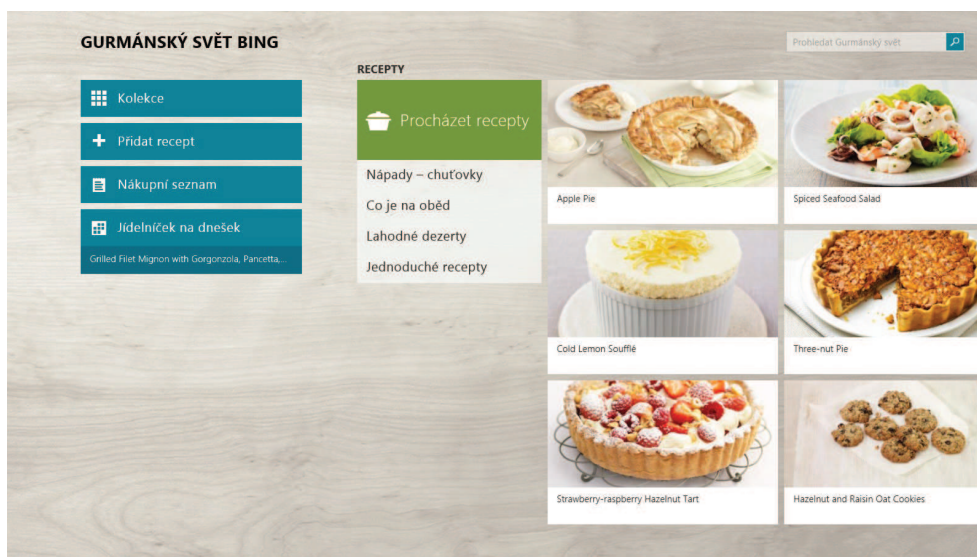 GURMÁNSKÝ SVĚT BING
Prohledat Gurmánský svět
Kolekce
Přidat recept
Nákupní seznam
Jídelníček na dnešek
Grilled Filet Mignon with Gorgonzola, Pancetta,...
RECEPTY
Procházet recepty
Nápady – chuťovky
Co je na oběd
Lahodné dezerty
Jednoduché recepty
Apple Pie
Spiced Seafood Salad
Cold Lemon Soufflé
Three-nut Pie
Strawberry-raspberry Hazelnut Tart
Hazelnut and Raisin Oat Cookies